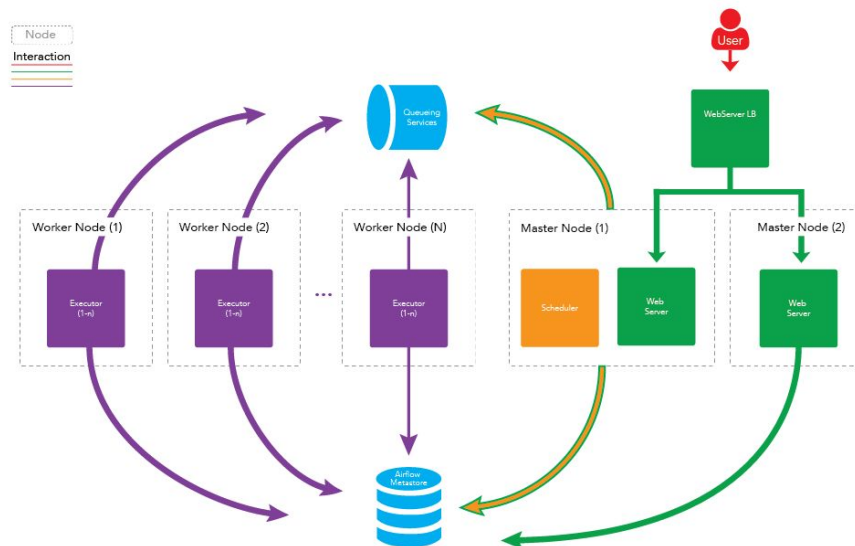 Node
Interaction
User
Queueing
Services
WebServer LB
Worker Node (1)
Worker Node (2)
Worker Node (N)
Master Node (1)
Master Node (2)
Executor
(1-n)
Executor
(1-n)
...
Executor
(1-n)
Scheduler
Web
Server
Web
Server
Airflow
Metastore